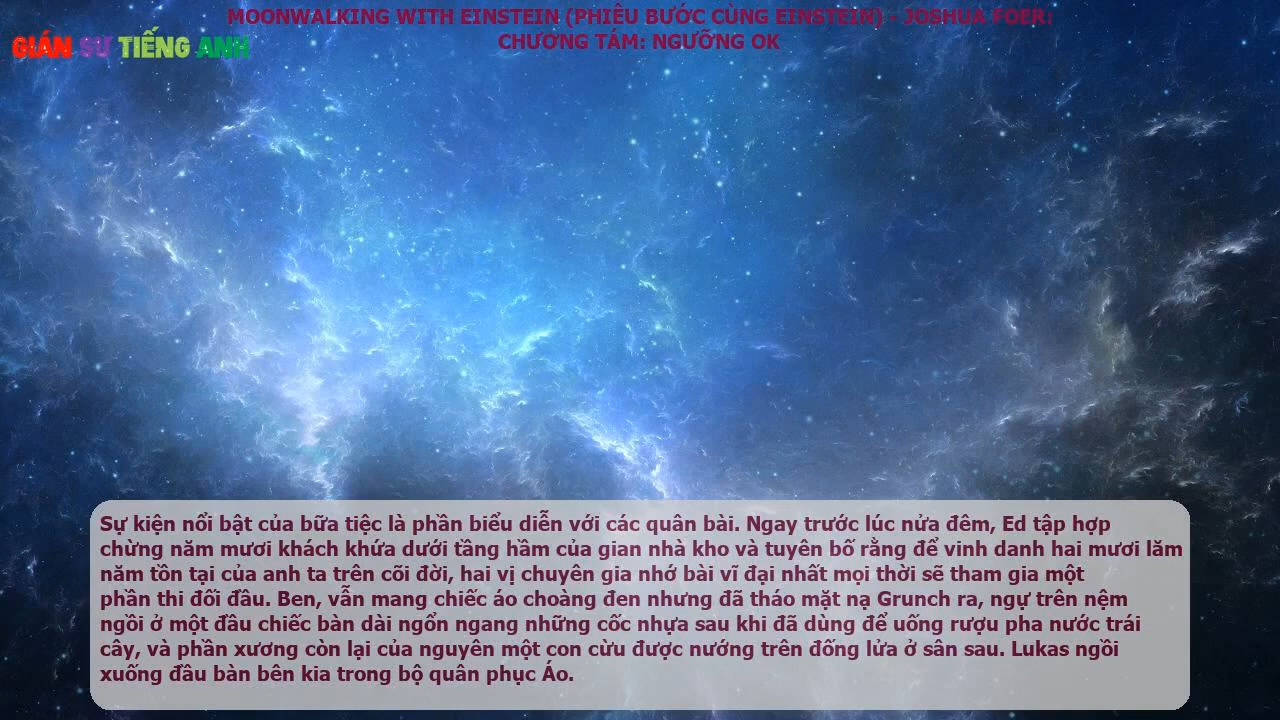 MOONWALKING WITH EINSTEIN (PHIÊU BƯỚC CÙNG EINSTEIN) - JOSHUA FOER:
CHƯƠNG TÁM: NGƯỠNG OK
GIÁN SƯ TIẾNG ANH
Sự kiện nổi bật của bữa tiệc là phần biểu diễn với các quân bài. Ngay trước lúc nửa đêm, Ed tập hợp
chừng năm mươi khách khứa dưới tầng hầm của gian nhà kho và tuyên bố rằng để vinh danh hai mươi lăm
năm tồn tại của anh ta trên cõi đời, hai vị chuyên gia nhớ bài vĩ đại nhất mọi thời sẽ tham gia một
phần thi đối đầu. Ben, vẫn mang chiếc áo choàng đen nhưng đã tháo mặt nạ Grunch ra, ngự trên nệm
ngồi ở một đầu chiếc bàn dài ngổn ngang những cốc nhựa sau khi đã dùng để uống rượu pha nước trái
cây, và phần xương còn lại của nguyên một con cừu được nướng trên đống lửa ở sân sau. Lukas ngồi
xuống đầu bàn bên kia trong bộ quân phục Áo.